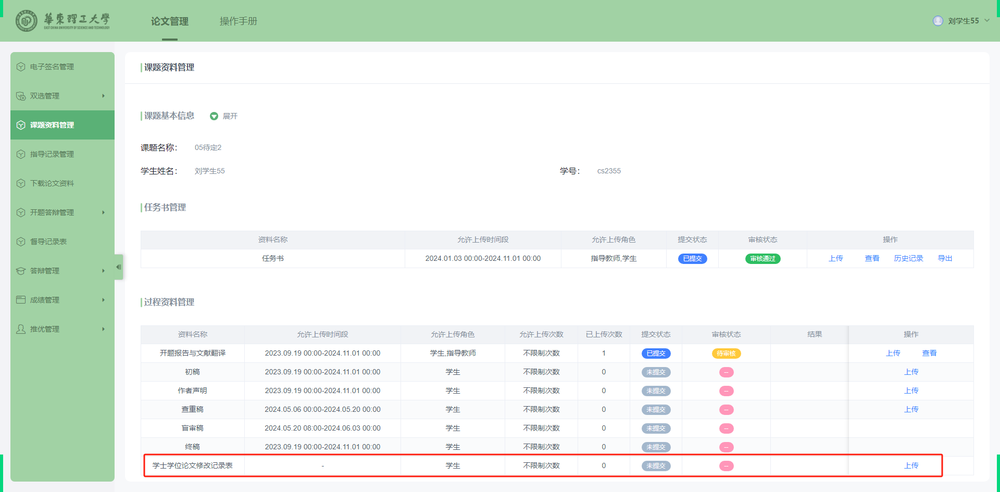 華東理工大學
EAST CHINA UNIVERSITY OF SCIENCE AND TECHNOLOGY
论文管理
操作手册
刘学生55
电子签名管理
双选管理
课题资料管理
指导记录管理
下载论文资料
开题答辩管理
督导记录表
答辩管理
成绩管理
推优管理
课题资料管理
课题基本信息 展开
课题名称： 05待定2
学生姓名： 刘学生55 学号： cs2355
任务书管理
资料名称 允许上传时间段 允许上传角色 提交状态 审核状态 操作
任务书 2024.01.03 00:00-2024.11.01 00:00 指导教师,学生 已提交 审核通过 上传 查看 历史记录 导出
过程资料管理
资料名称 允许上传时间段 允许上传角色 允许上传次数 已上传次数 提交状态 审核状态 结果 操作
开题报告与文献翻译 2023.09.19 00:00-2024.11.01 00:00 学生,指导教师 不限制次数 1 已提交 待审核 上传 查看
初稿 2023.09.19 00:00-2024.11.01 00:00 学生 不限制次数 0 未提交 -- 上传
作者声明 2023.09.19 00:00-2024.11.01 00:00 学生 不限制次数 0 未提交 -- 上传
查重稿 2024.05.06 00:00-2024.05.20 00:00 学生 不限制次数 0 未提交 -- 上传
盲审稿 2024.05.20 08:00-2024.06.03 00:00 学生 不限制次数 0 未提交 --
终稿 2023.09.19 00:00-2024.11.01 00:00 学生 不限制次数 0 未提交 --
学士学位论文修改记录表 - 学生 不限制次数 0 未提交 -- 上传